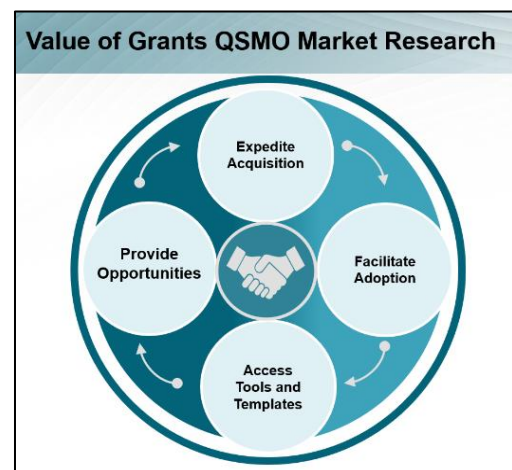 Value of Grants QSMO Market Research
Expedite
Acquisition
Facilitate
Adoption
Access
Tools and
Templates
Provide
Opportunities